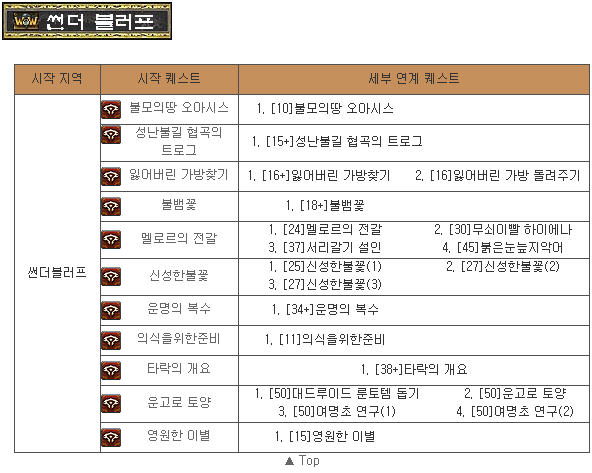 WOW 썬더 블러프
시작 지역 시작 퀘스트 세부 연계 퀘스트
썬더블러프
불모의땅 오아시스 1. [10]불모의땅 오아시스
성난불길 협곡의
트로그
1. [15+]성난불길 협곡의 트로그
잃어버린 가방찾기 1. [16+]잃어버린 가방찾기 2. [16]잃어버린 가방 돌려주기
불뱀꽃 1. [18+]불뱀꽃
멜로르의 전갈
1. [24]멜로르의 전갈 2. [30]무쇠이빨 하이에나
3. [37]서리갈기 설인 4. [45]붉은눈늪지악어
신성한불꽃
1. [25]신성한불꽃(1) 2. [27]신성한불꽃(2)
3. [27]신성한불꽃(3)
운명의 복수 1. [34+]운명의 복수
의식을위한준비 1. [11]의식을위한준비
타락의 개요 1. [38+]타락의 개요
운고로 토양
1. [50]대드루이드 룬토템 돕기 2. [50]운고로 토양
3. [50]여명초 연구(1) 4. [50]여명초 연구(2)
영원한 이별 1. [15]영원한 이별
▲ Top